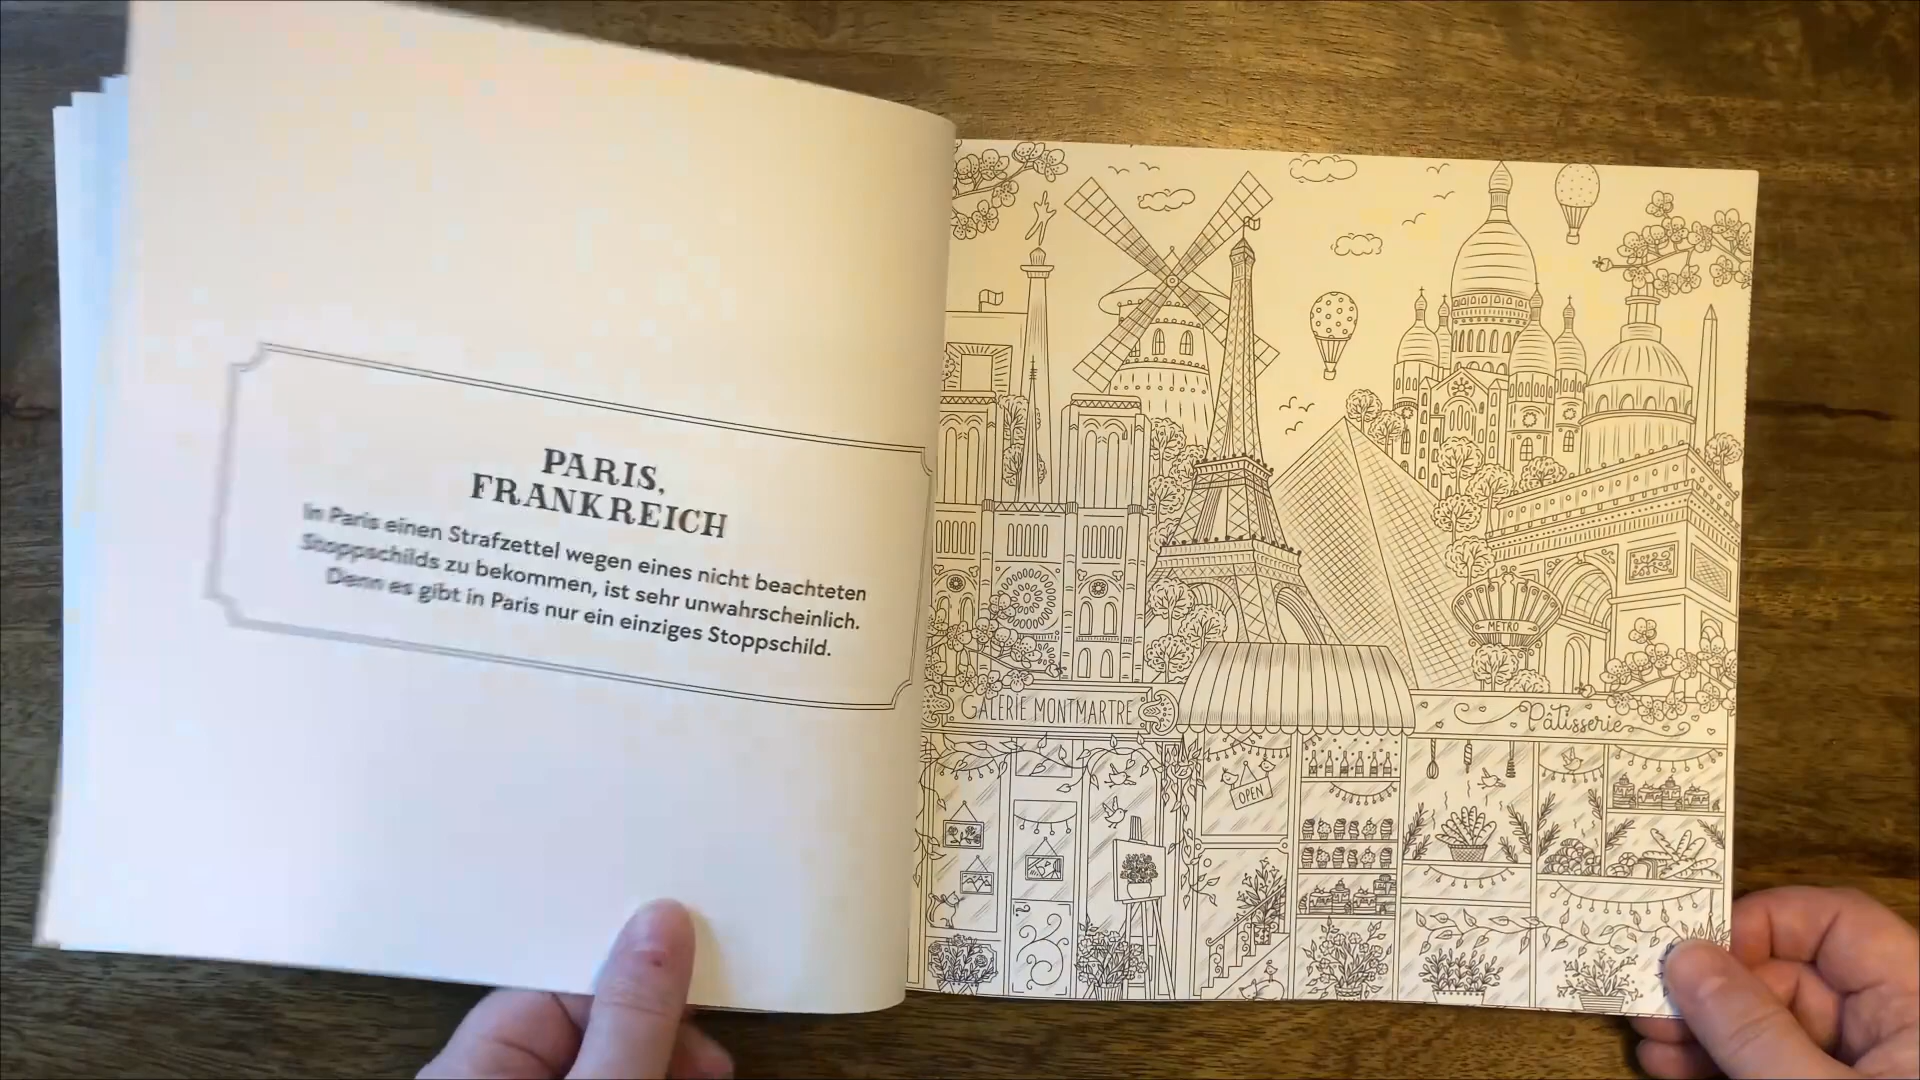 PARIS,
FRANKREICH
In Paris einen Strafzettel wegen eines nicht beachteten
Stoppschilds zu bekommen, ist sehr unwahrscheinlich.
Denn es gibt in Paris nur ein einziges Stoppschild.
METRO
GALERIE MONTMARTRE
Pâtisserie
OPEN